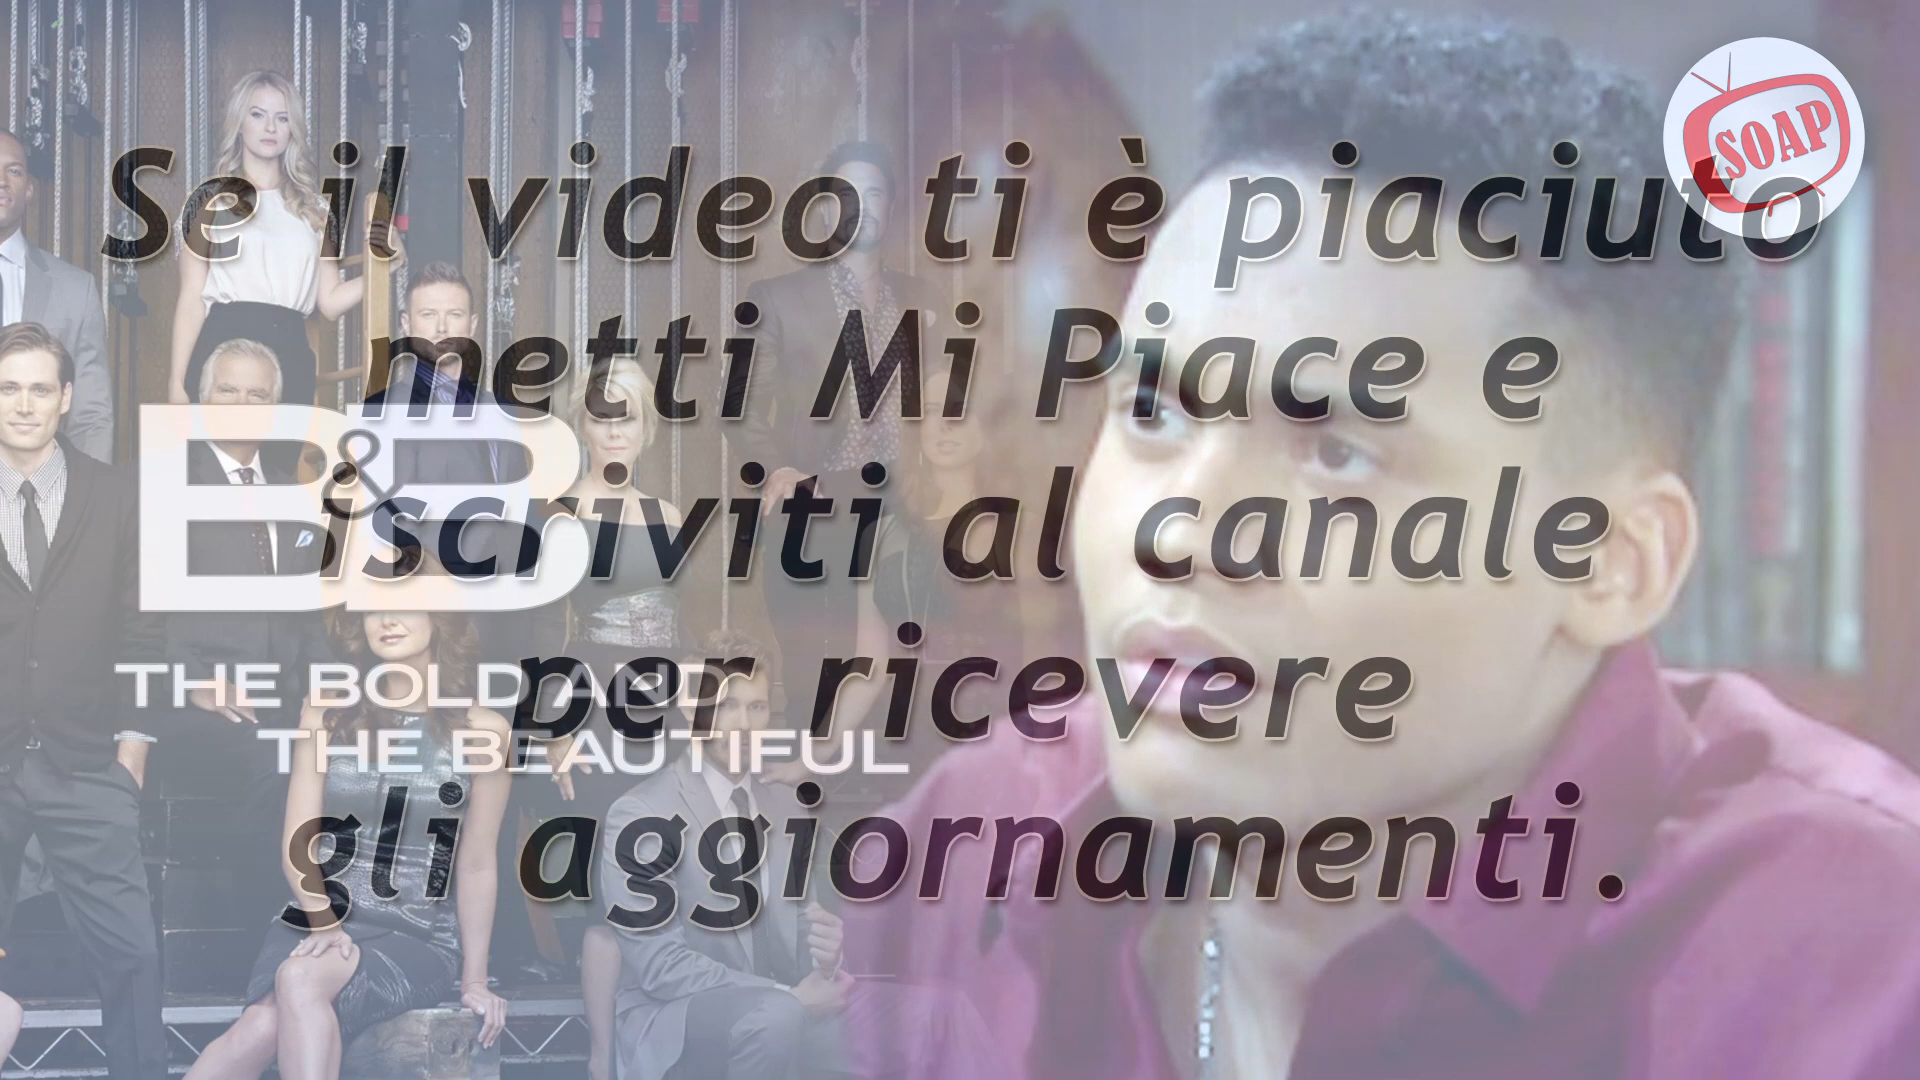 SOAP
Se il video ti è piaciuto
metti Mi Piace e
B&B
iscriviti al canale
per ricevere
THE BOLD AND
THE BEAUTIFUL
gli aggiornamenti.